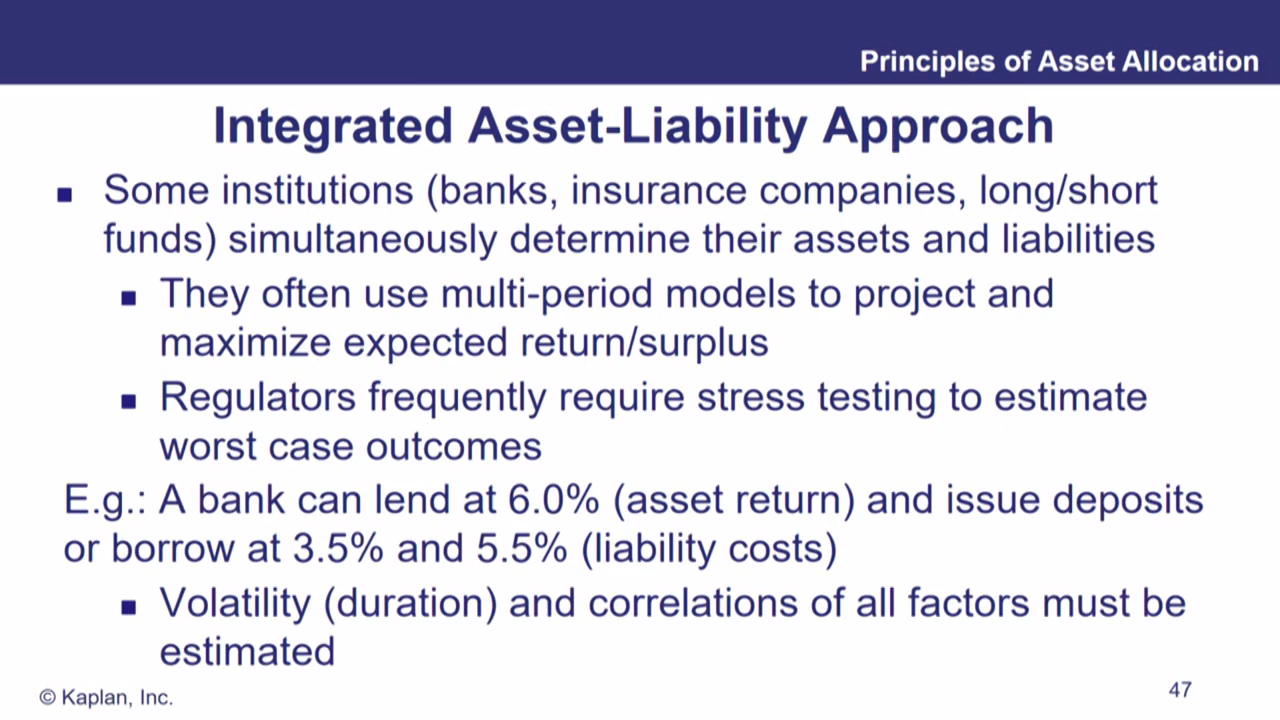 Principles of Asset Allocation
Integrated Asset-Liability Approach
■ Some institutions (banks, insurance companies, long/short
funds) simultaneously determine their assets and liabilities
■ They often use multi-period models to project and
maximize expected return/surplus
■ Regulators frequently require stress testing to estimate
worst case outcomes
E.g.: A bank can lend at 6.0% (asset return) and issue deposits
or borrow at 3.5% and 5.5% (liability costs)
■ Volatility (duration) and correlations of all factors must be
estimated
© Kaplan, Inc.
47